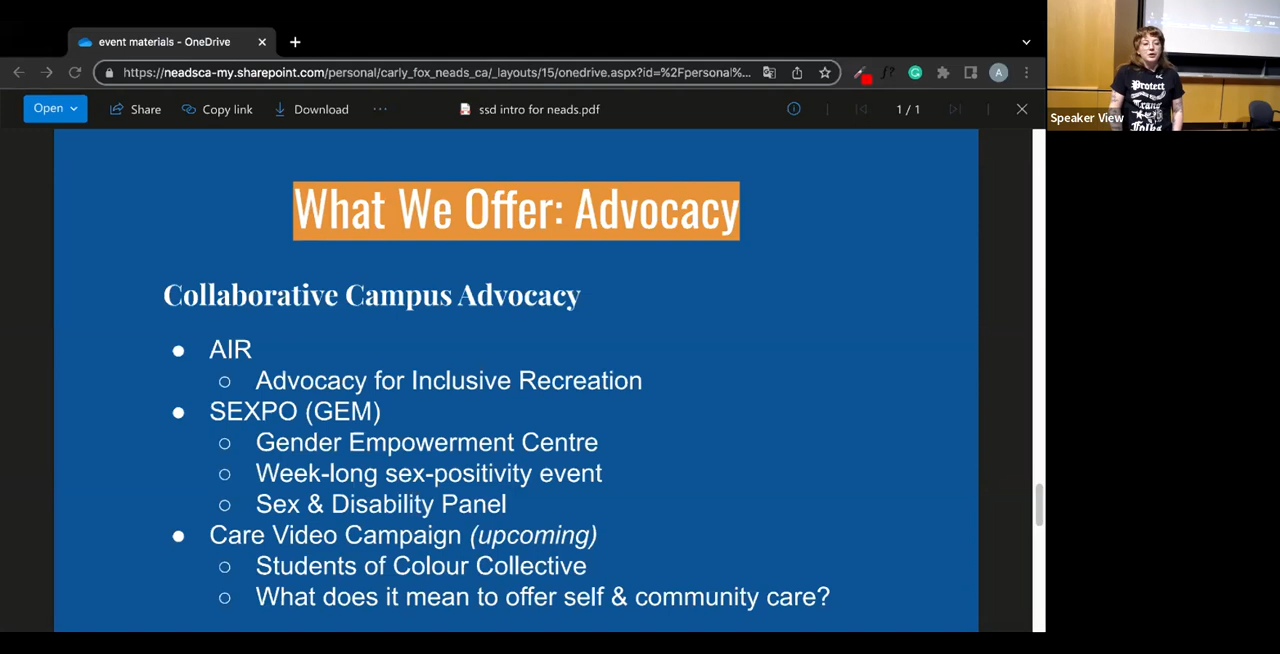 event materials - OneDrive
https://neadsca-my.sharepoint.com/personal/carly_fox_neads_ca/_layouts/15/onedrive.aspx?id=%2Fpersonal%...
A
Open
Share
Copy link
Download
ssd intro for neads.pdf
1 / 1
Protect
Trans
Folks
Speaker View
What We Offer: Advocacy
Collaborative Campus Advocacy
AIR
Advocacy for Inclusive Recreation
SEXPO (GEM)
Gender Empowerment Centre
Week-long sex-positivity event
Sex & Disability Panel
Care Video Campaign (upcoming)
Students of Colour Collective
What does it mean to offer self & community care?